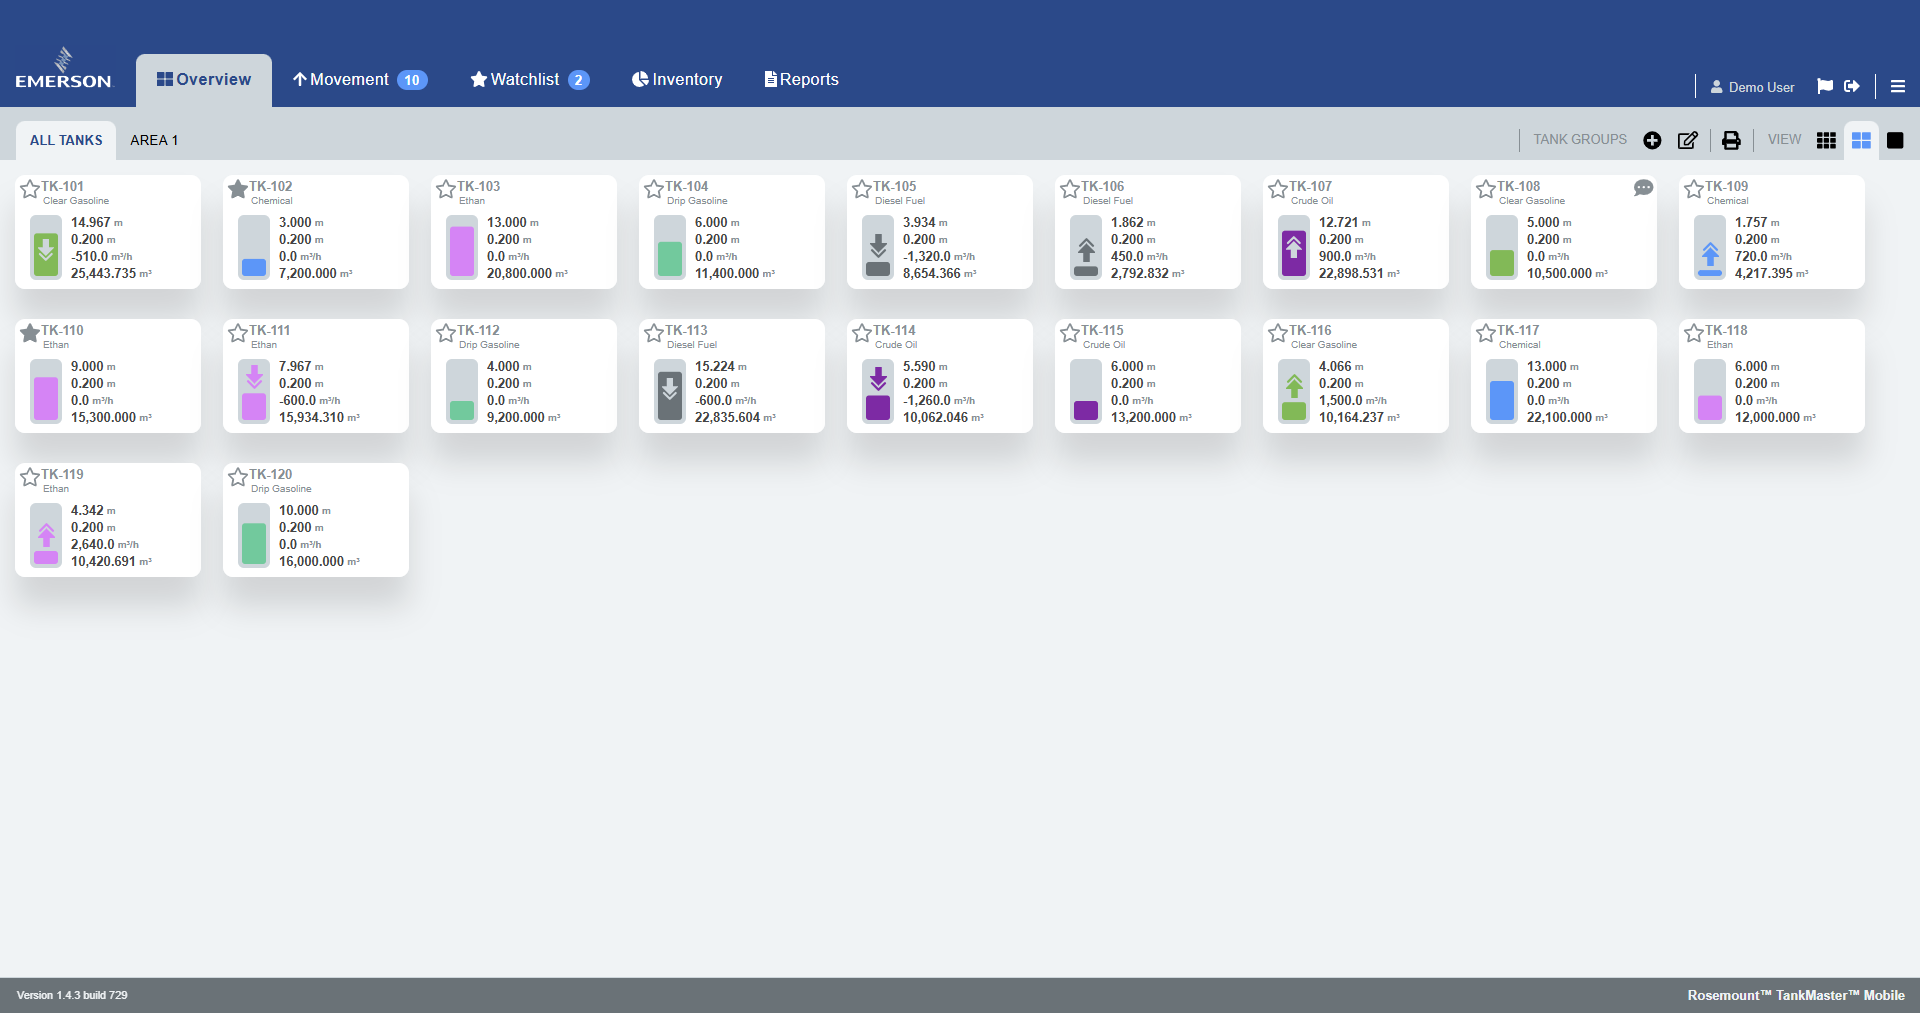 EMERSON
Overview
Movement 10
Watchlist 2
Inventory
Reports
Demo User
ALL TANKS
AREA 1
TANK GROUPS
VIEW
TK-101
Clear Gasoline
14.967 m
0.200 m
-510.0 m³/h
25,443.735 m³
TK-102
Chemical
3.000 m
0.200 m
0.0 m³/h
7,200.000 m³
TK-103
Ethan
13.000 m
0.200 m
0.0 m³/h
20,800.000 m³
TK-104
Drip Gasoline
6.000 m
0.200 m
0.0 m³/h
11,400.000 m³
TK-105
Diesel Fuel
3.934 m
0.200 m
-1,320.0 m³/h
8,654.366 m³
TK-106
Diesel Fuel
1.862 m
0.200 m
450.0 m³/h
2,792.832 m³
TK-107
Crude Oil
12.721 m
0.200 m
900.0 m³/h
22,898.531 m³
TK-108
Clear Gasoline
5.000 m
0.200 m
0.0 m³/h
10,500.000 m³
TK-109
Chemical
1.757 m
0.200 m
720.0 m³/h
4,217.395 m³
TK-110
Ethan
9.000 m
0.200 m
0.0 m³/h
15,300.000 m³
TK-111
Ethan
7.967 m
0.200 m
-600.0 m³/h
15,934.310 m³
TK-112
Drip Gasoline
4.000 m
0.200 m
0.0 m³/h
9,200.000 m³
TK-113
Diesel Fuel
15.224 m
0.200 m
-600.0 m³/h
22,835.604 m³
TK-114
Crude Oil
5.590 m
0.200 m
-1,260.0 m³/h
10,062.046 m³
TK-115
Crude Oil
6.000 m
0.200 m
0.0 m³/h
13,200.000 m³
TK-116
Clear Gasoline
4.066 m
0.200 m
1,500.0 m³/h
10,164.237 m³
TK-117
Chemical
13.000 m
0.200 m
0.0 m³/h
22,100.000 m³
TK-118
Ethan
6.000 m
0.200 m
0.0 m³/h
12,000.000 m³
TK-119
Ethan
4.342 m
0.200 m
2,640.0 m³/h
10,420.691 m³
TK-120
Drip Gasoline
10.000 m
0.200 m
0.0 m³/h
16,000.000 m³
Version 1.4.3 build 729
Rosemount™ TankMaster™ Mobile